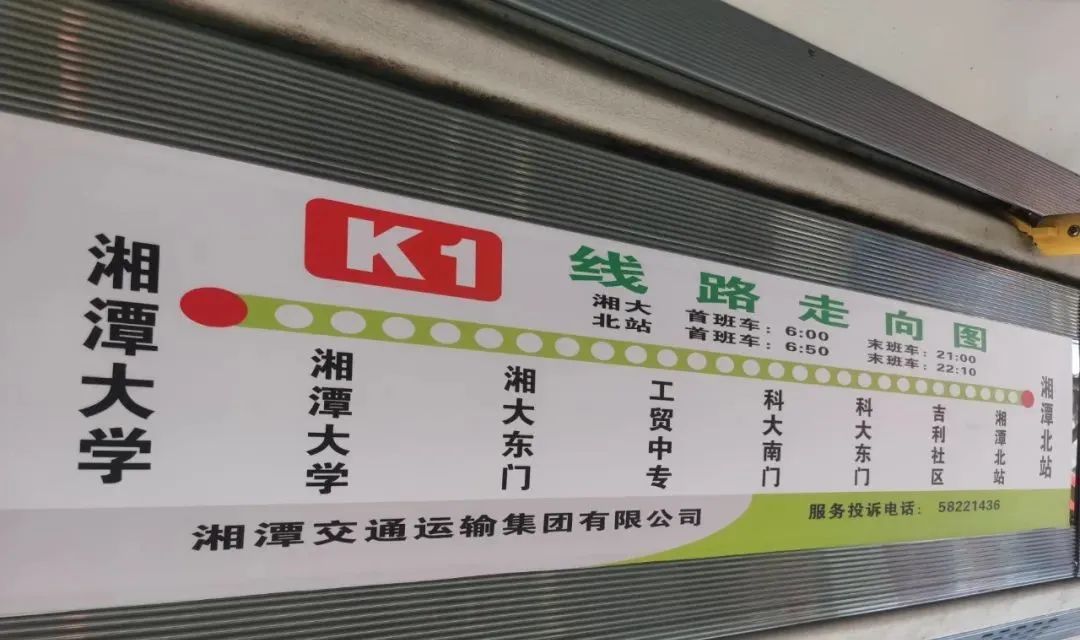 K1 线路走向图
湘大 首班车：6:00 末班车：21:00
北站 首班车：6:50 末班车：22:10
湘潭大学
湘潭大学
湘大东门
工贸中专
科大南门
科大东门
吉利社区
湘潭北站
湘潭北站
湘潭交通运输集团有限公司
服务投诉电话：58221436